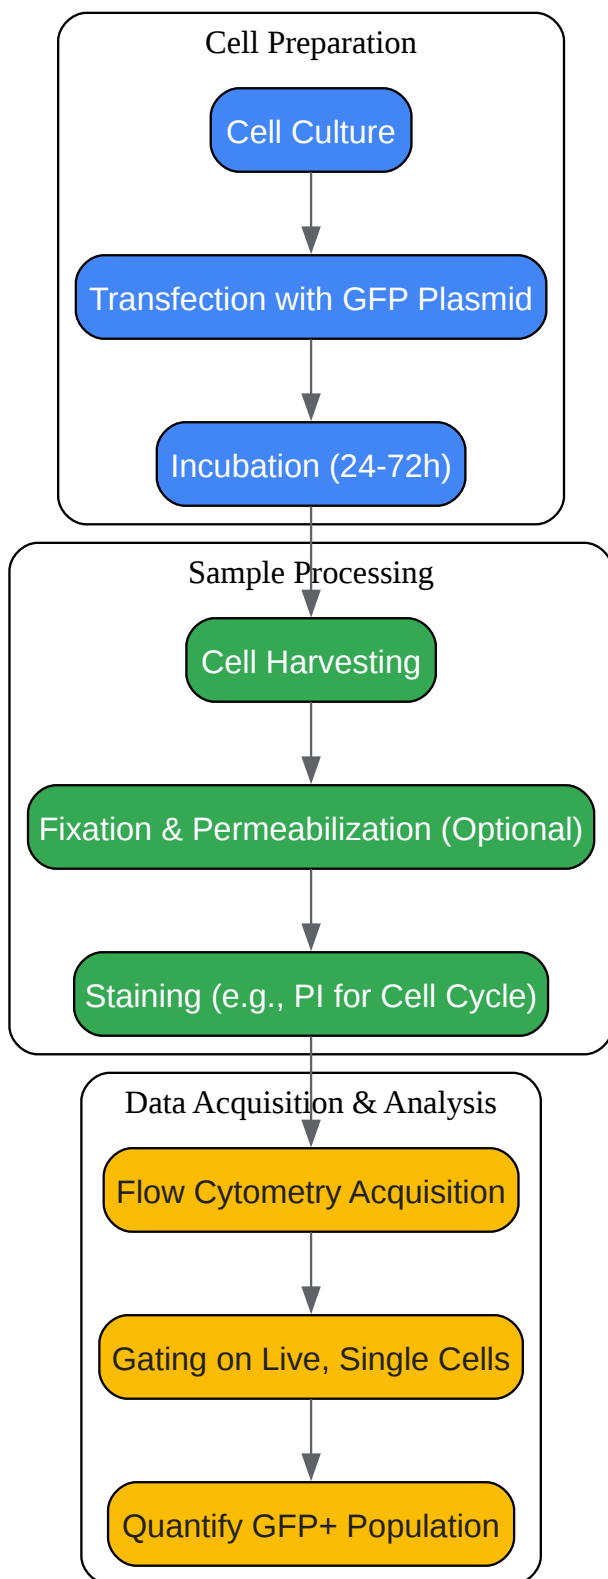 Cell Preparation
Cell Culture
Transfection with GFP Plasmid
Incubation (24-72h)
Sample Processing
Cell Harvesting
Fixation & Permeabilization (Optional)
Staining (e.g., PI for Cell Cycle)
Data Acquisition & Analysis
Flow Cytometry Acquisition
Gating on Live, Single Cells
Quantify GFP+ Population